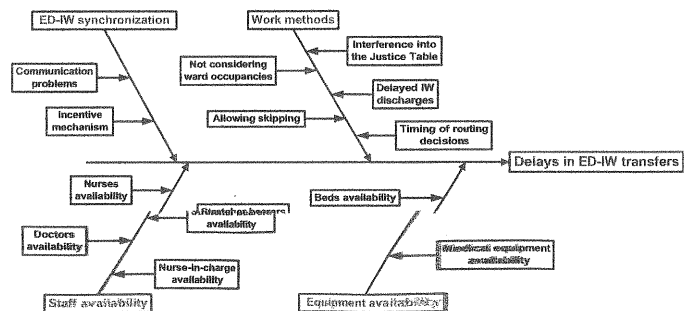 ED-IW synchronization
Work methods
Interference into
the Justice Table
Not considering
ward occupancies
Communication
problems
Delayed IW
discharges
Incentive
mechanism
Allowing skipping
Timing of routing
decisions
Delays in ED-IW transfers
Nurses
availability
Beds availability
availability
Doctors
availability
Medical equipment
availability
Nurse-in-charge
availability
Staff availability
Equipment availability